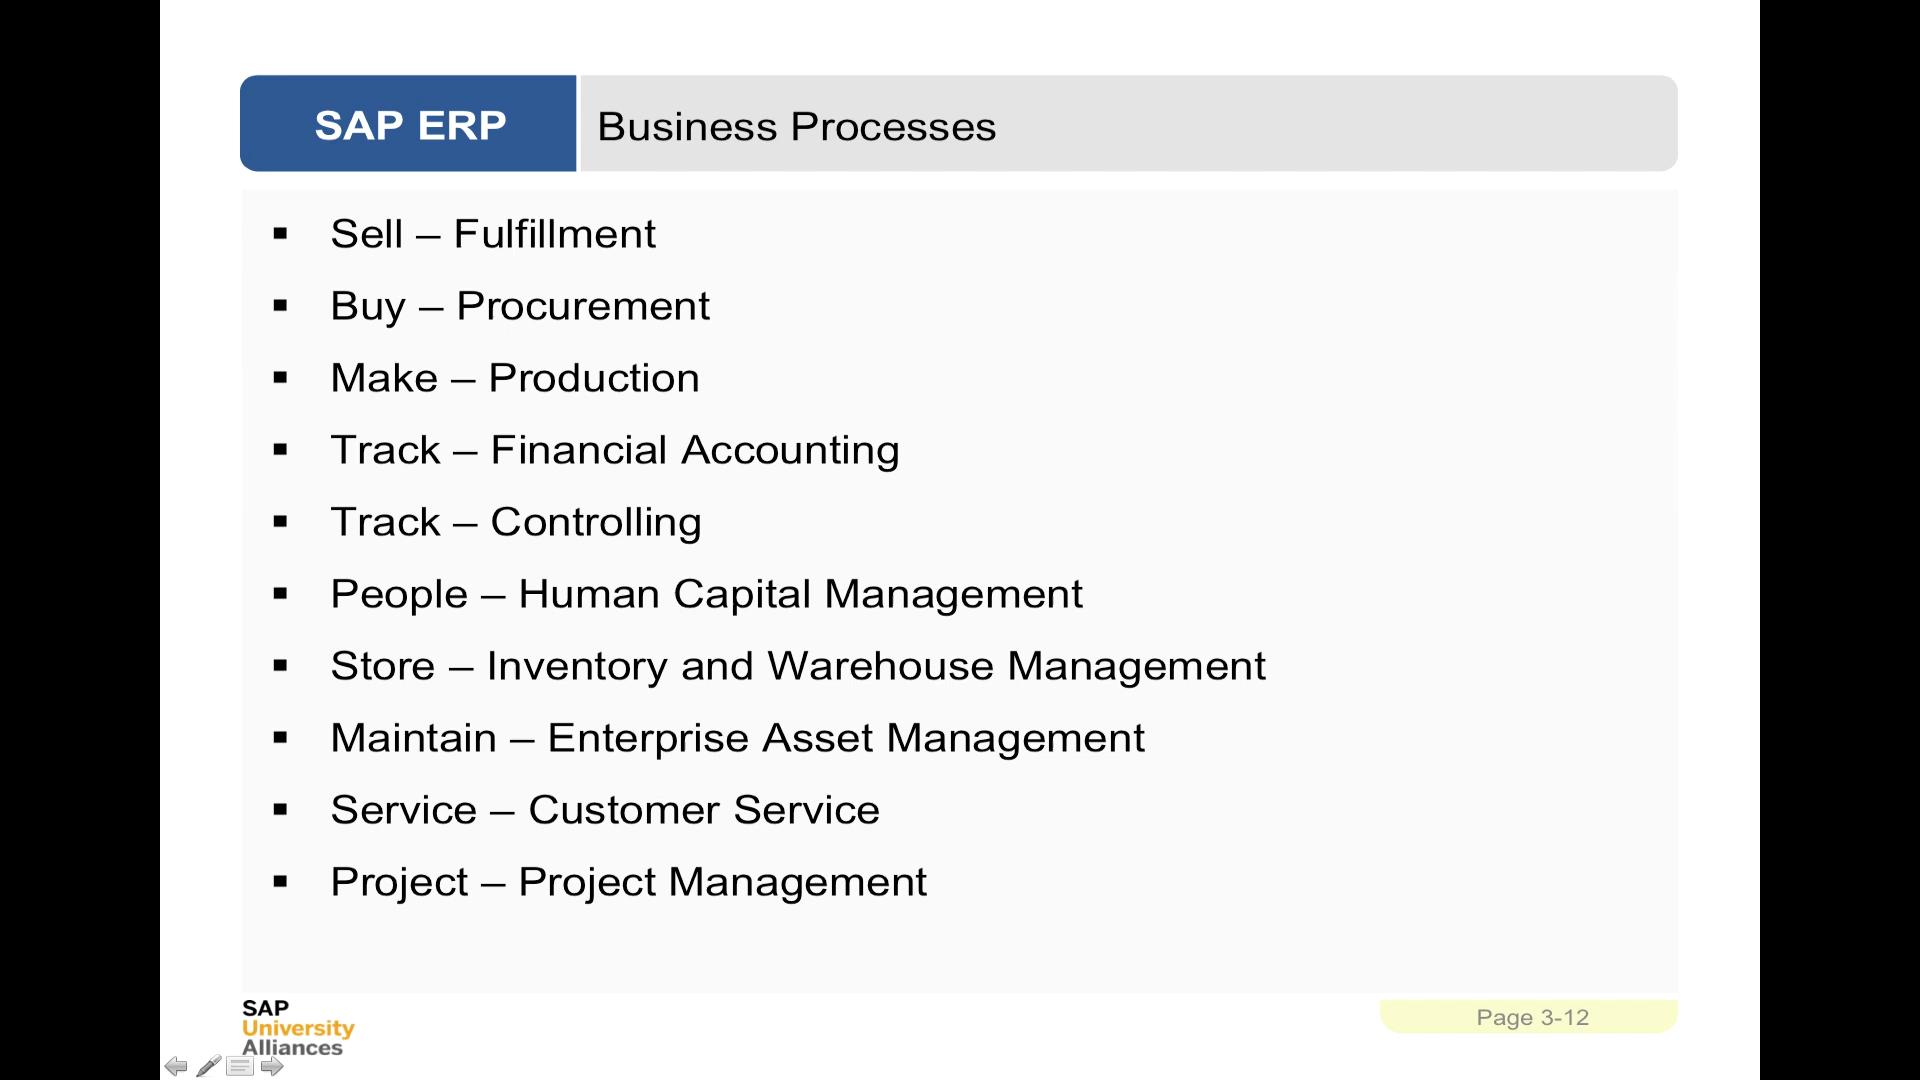 SAP ERP
Business Processes
▪ Sell – Fulfillment
▪ Buy – Procurement
▪ Make – Production
▪ Track – Financial Accounting
▪ Track – Controlling
▪ People – Human Capital Management
▪ Store – Inventory and Warehouse Management
▪ Maintain – Enterprise Asset Management
▪ Service – Customer Service
▪ Project – Project Management
SAP
University
Alliances
Page 3-12